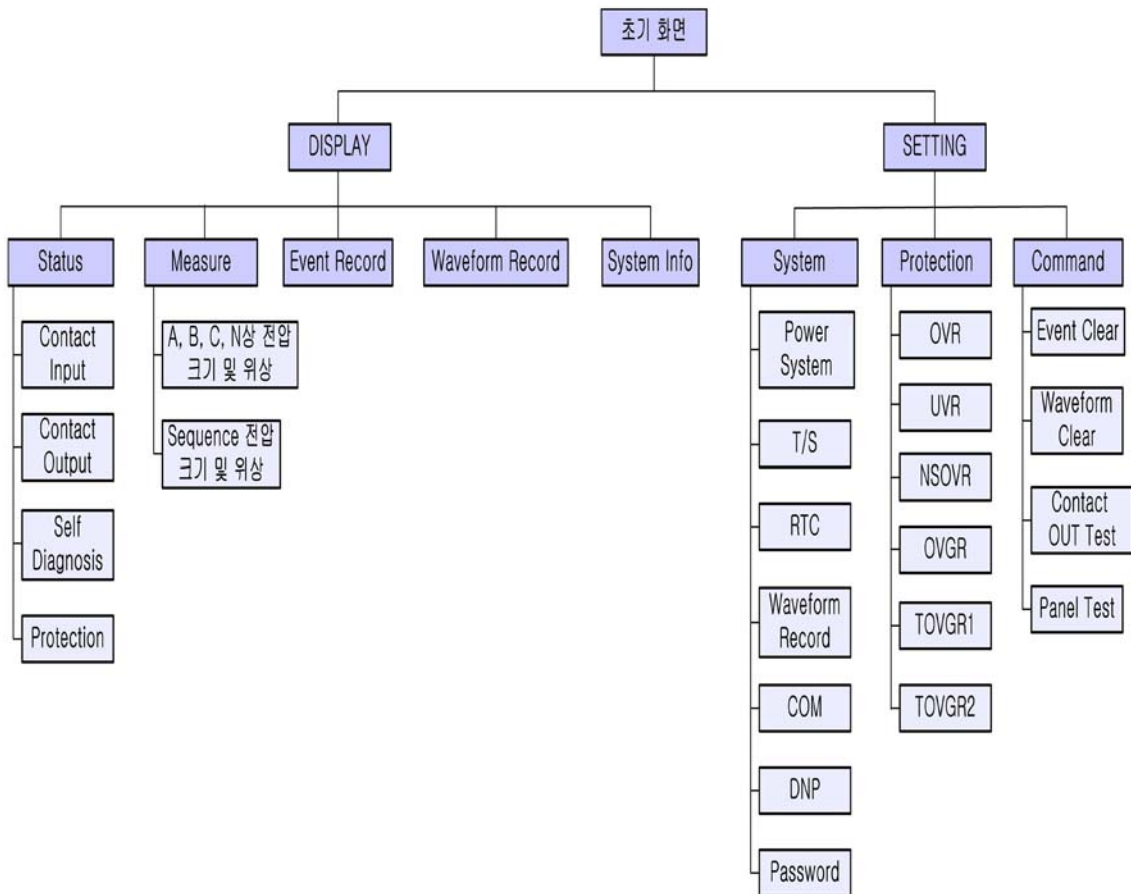 초기 화면
DISPLAY
SETTING
Status
Measure
Event Record
Waveform Record
System Info
System
Protection
Command
Contact
Input
Contact
Output
Self
Diagnosis
Protection
A, B, C, N상 전압
크기 및 위상
Sequence 전압
크기 및 위상
Power
System
T/S
RTC
Waveform
Record
COM
DNP
Password
OVR
UVR
NSOVR
OVGR
TOVGR1
TOVGR2
Event Clear
Waveform
Clear
Contact
OUT Test
Panel Test